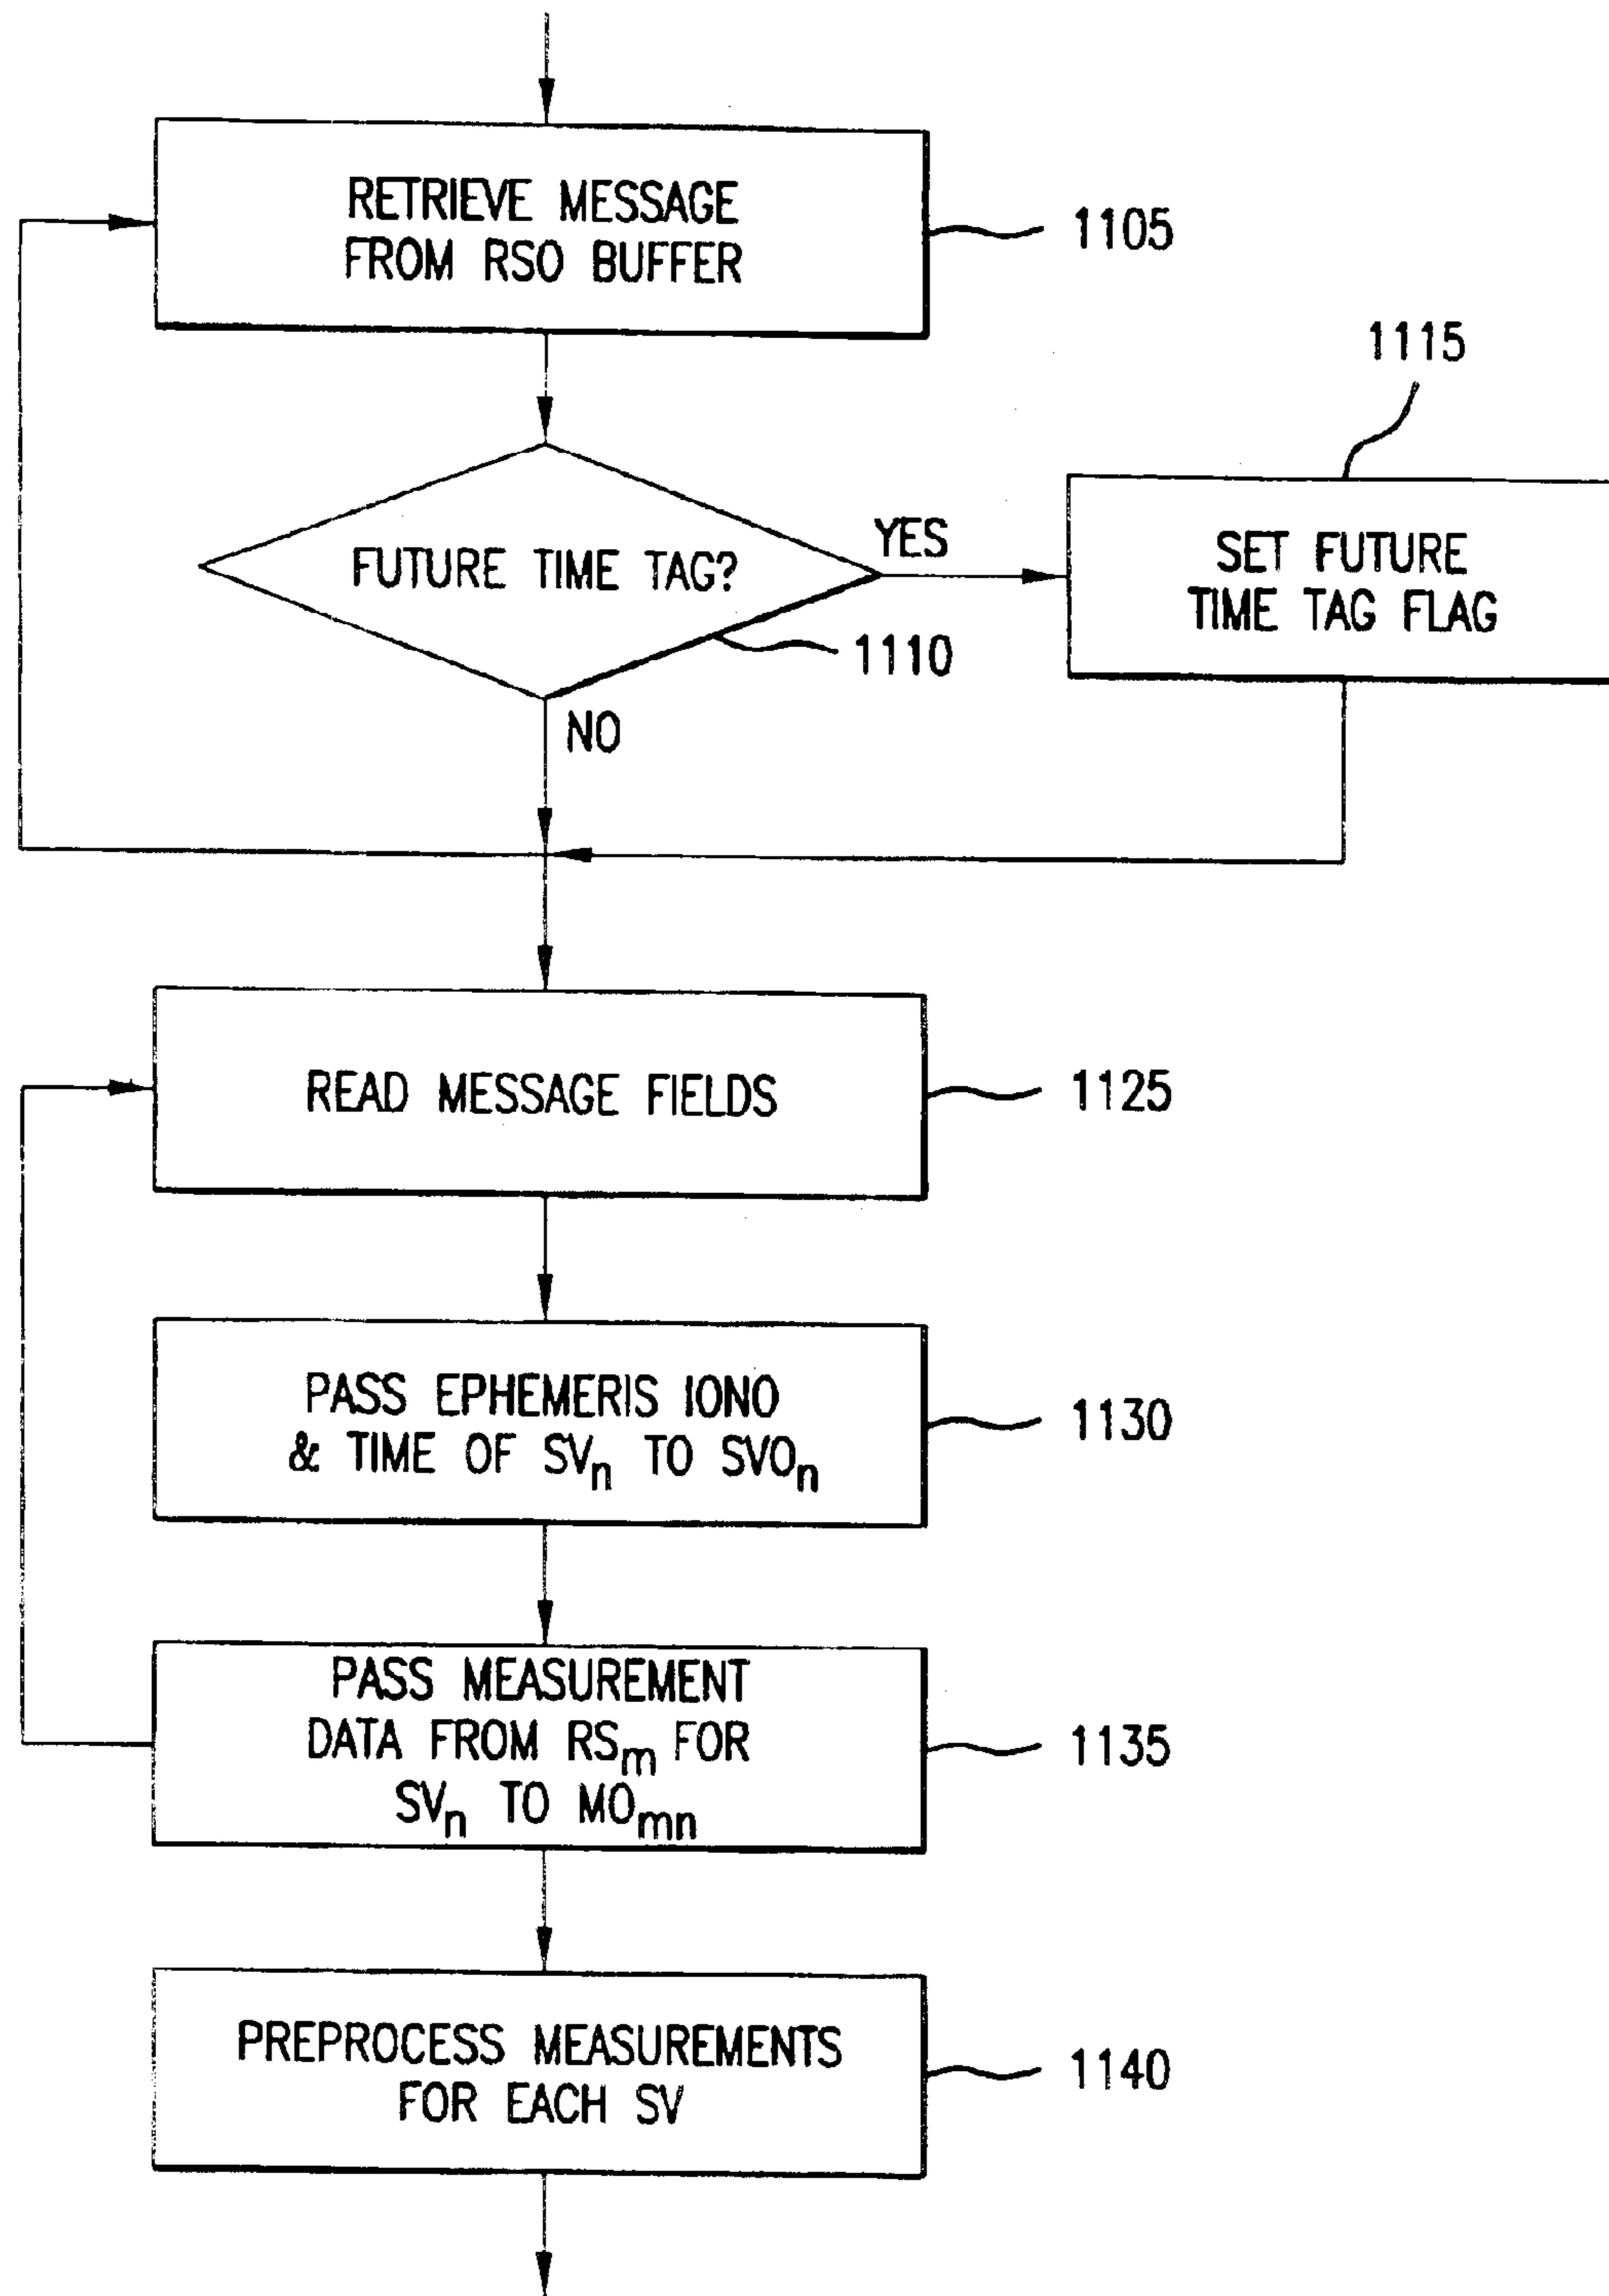 RETRIEVE MESSAGE
FROM RSO BUFFER
1105
1115
FUTURE TIME TAG?
YES
SET FUTURE
TIME TAG FLAG
1110
NO
READ MESSAGE FIELDS
1125
PASS EPHEMERIS IONO
& TIME OF SVn TO SVOn
1130
PASS MEASUREMENT
DATA FROM RSm FOR
SVn TO MOmn
1135
PREPROCESS MEASUREMENTS
FOR EACH SV
1140